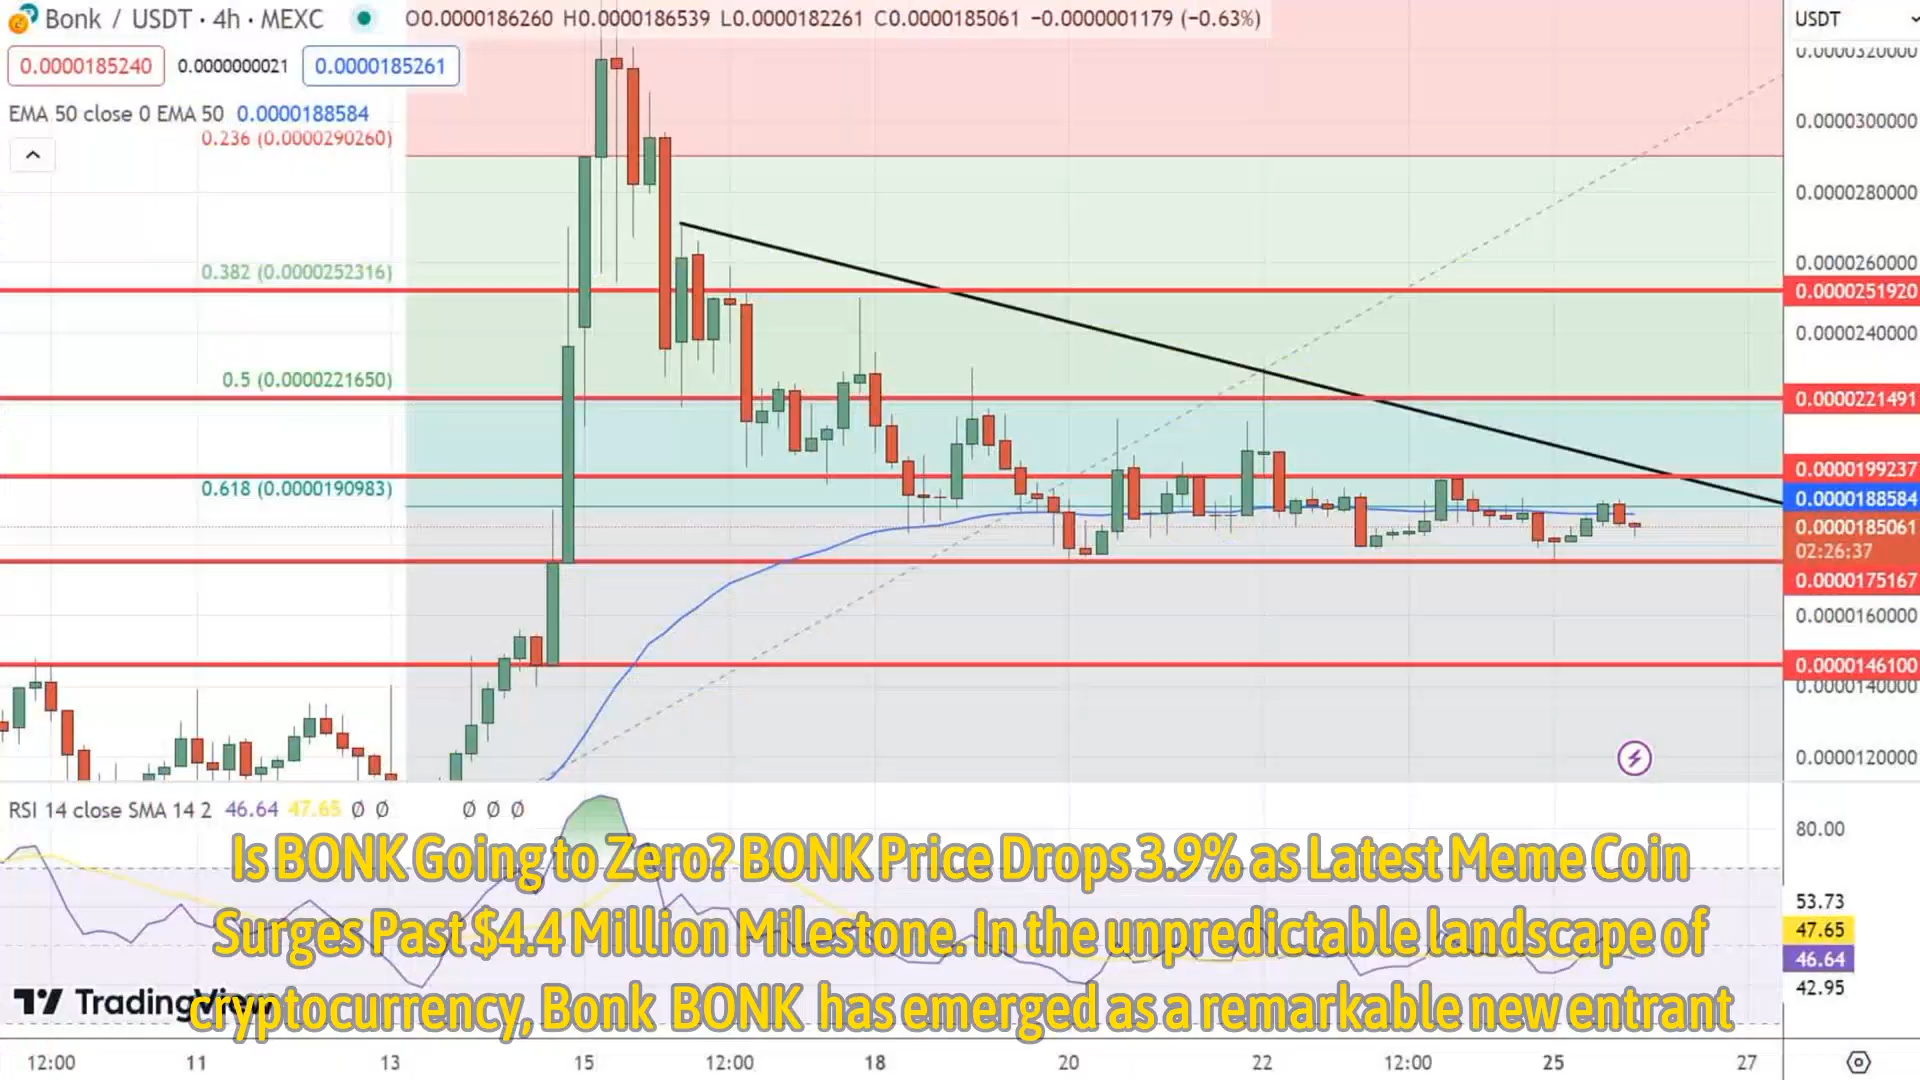 Bonk / USDT · 4h · MEXC O0.0000186260 H0.0000186539 L0.0000182261 C0.0000185061 −0.0000001179 (−0.63%) USDT
0.0000320000
0.0000185240 0.0000000021 0.0000185261
EMA 50 close 0 EMA 50 0.0000188584
0.0000300000
0.236 (0.0000290260)
0.0000280000
0.0000260000
0.382 (0.0000252316)
0.0000251920
0.0000240000
0.5 (0.0000221650)
0.0000221491
0.0000199237
0.618 (0.0000190983)
0.0000188584
0.0000185061
02:26:37
0.0000175167
0.0000160000
0.0000146100
0.0000140000
0.0000120000
RSI 14 close SMA 14 2 46.64 47.65 Ø Ø Ø Ø Ø
80.00
Is BONK Going to Zero? BONK Price Drops 3.9% as Latest Meme Coin
Surges Past $4.4 Million Milestone. In the unpredictable landscape of
cryptocurrency, Bonk BONK has emerged as a remarkable new entrant
53.73
47.65
46.64
42.95
TradingView
12:00 11 13 15 12:00 18 20 22 12:00 25 27